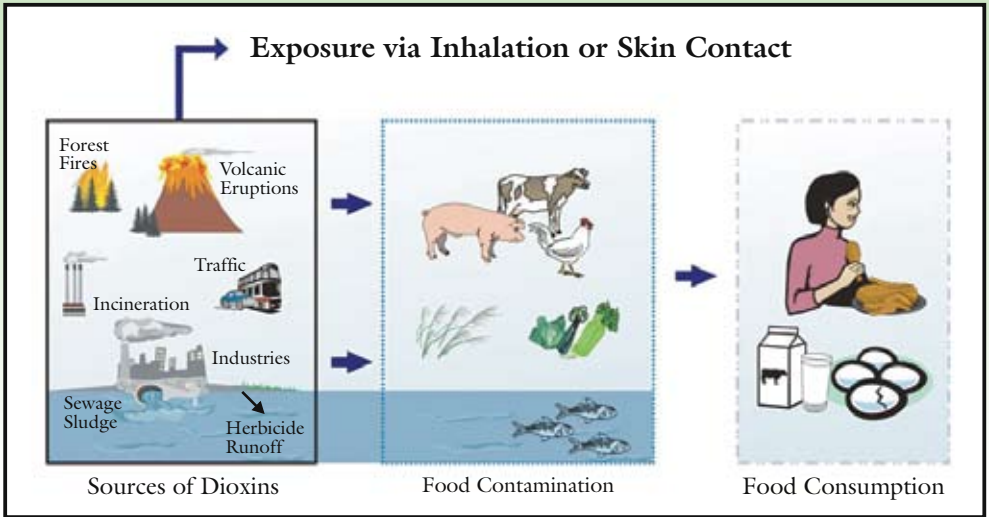 Exposure via Inhalation or Skin Contact
Forest
Fires
Volcanic
Eruptions
Traffic
Incineration
Industries
Sewage
Sludge
Herbicide
Runoff
Sources of Dioxins
Food Contamination
Food Consumption